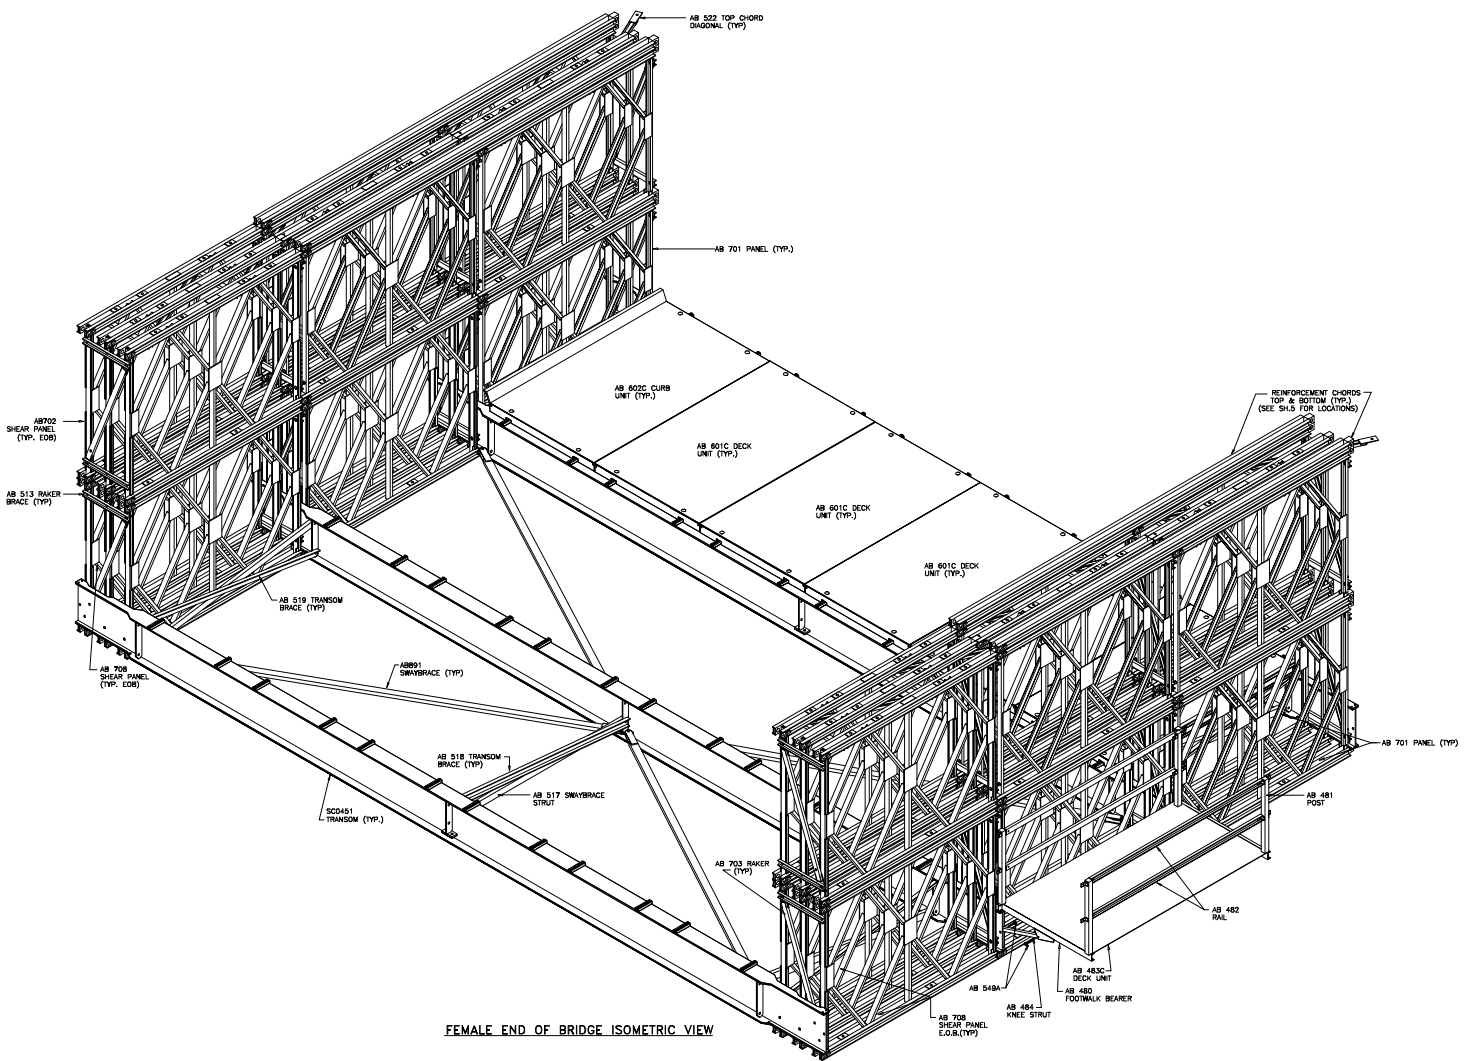 AB 522 TOP CHORD
DIAGONAL (TYP)
AB 701 PANEL (TYP.)
AB 602C CURB
UNIT (TYP.)
AB 601C DECK
UNIT (TYP.)
AB 601C DECK
UNIT (TYP.)
AB 601C DECK
UNIT (TYP.)
REINFORCEMENT CHORDS
TOP & BOTTOM (TYP.)
(SEE SH.5 FOR LOCATIONS)
AB702
SHEAR PANEL
(TYP. EOB)
AB 513 RAKER
BRACE (TYP)
AB 519 TRANSOM
BRACE (TYP)
AB 708
SHEAR PANEL
(TYP. EOB)
AB891
SWAYBRACE (TYP)
AB 518 TRANSOM
BRACE (TYP)
AB 517 SWAYBRACE
STRUT
SC0451
TRANSOM (TYP.)
AB 701 PANEL (TYP)
AB 481
POST
AB 703 RAKER
(TYP)
AB 482
RAIL
AB 483C
DECK UNIT
AB 549A
AB 480
FOOTWALK BEARER
AB 484
KNEE STRUT
AB 708
SHEAR PANEL
E.O.B.(TYP)
FEMALE END OF BRIDGE ISOMETRIC VIEW